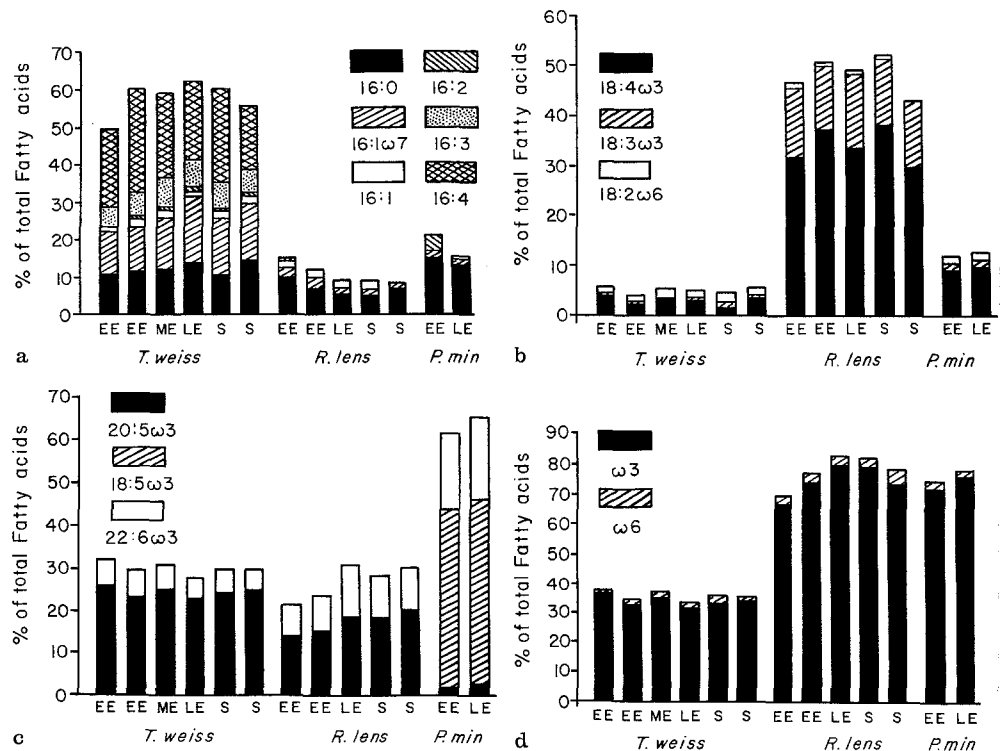 a
% of total Fatty acids
70
60
50
40
30
20
10
0
16:0
16:2
16:1ω7
16:3
16:1
16:4
EE EE ME LE S S EE EE LE S S EE LE
T. weiss R. lens P. min
b
% of total Fatty acids
60
50
40
30
20
10
0
18:4ω3
18:3ω3
18:2ω6
EE EE ME LE S S EE EE LE S S EE LE
T. weiss R. lens P. min
c
% of total Fatty acids
70
60
50
40
30
20
10
0
20:5ω3
18:5ω3
22:6ω3
EE EE ME LE S S EE EE LE S S EE LE
T. weiss R. lens P. min
d
% of total Fatty acids
90
80
70
60
50
40
30
20
10
0
ω3
ω6
EE EE ME LE S S EE EE LE S S EE LE
T. weiss R. lens P. min